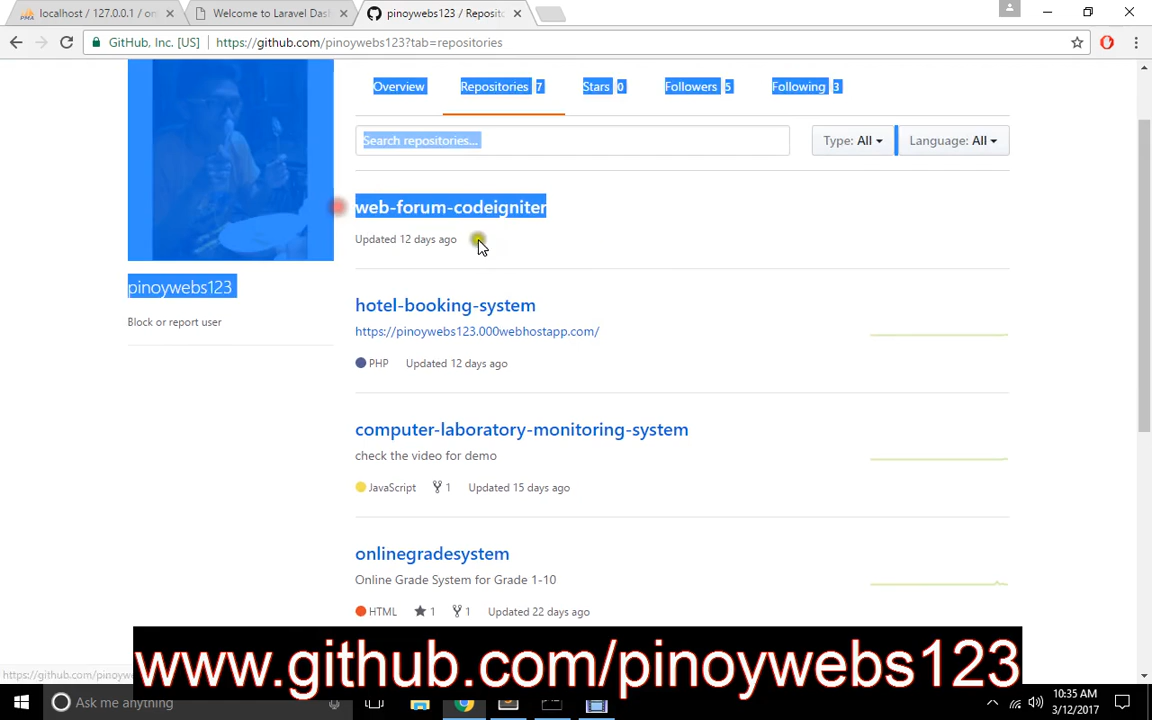 localhost / 127.0.0.1 / o
Welcome to Laravel Das
pinoywebs123 / Reposit
GitHub, Inc. [US]
https://github.com/pinoywebs123?tab=repositories
Overview
Repositories 7
Stars 0
Followers 5
Following 3
Search repositories...
Type: All
Language: All
web-forum-codeigniter
Updated 12 days ago
pinoywebs123
Block or report user
hotel-booking-system
https://pinoywebs123.000webhostapp.com/
PHP Updated 12 days ago
computer-laboratory-monitoring-system
check the video for demo
JavaScript 1 Updated 15 days ago
onlinegradesystem
Online Grade System for Grade 1-10
HTML 1 1 Updated 22 days ago
https://github.com/pinoyw
www.github.com/pinoywebs123
Ask me anything
10:35 AM
3/12/2017